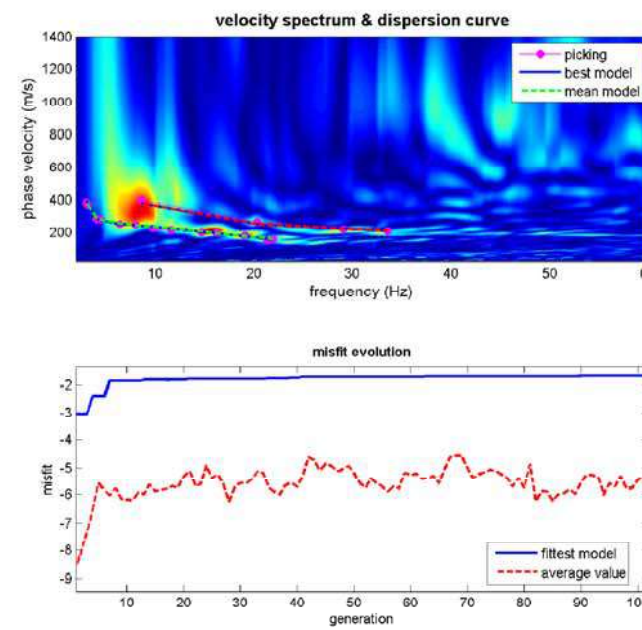 velocity spectrum & dispersion curve
1400
1200
1000
800
600
400
200
phase velocity (m/s)
picking
best model
mean model
10 20 30 40 50
frequency (Hz)
misfit evolution
-2
-3
-4
-5
-6
-7
-8
-9
misfit
fittest model
average value
10 20 30 40 50 60 70 80 90 100
generation